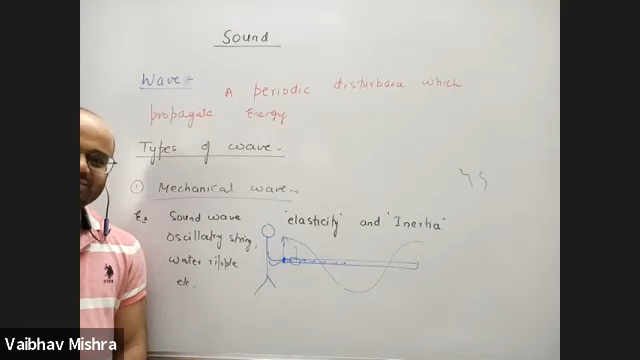 Sound
Wave:-
A periodic disturbance which
propagate Energy
Types of wave:-
① Mechanical wave:-
Ex Sound wave
"elasticity" and "Inertia"
Oscillatry string,
water ripple
etc.
Vaibhav Mishra